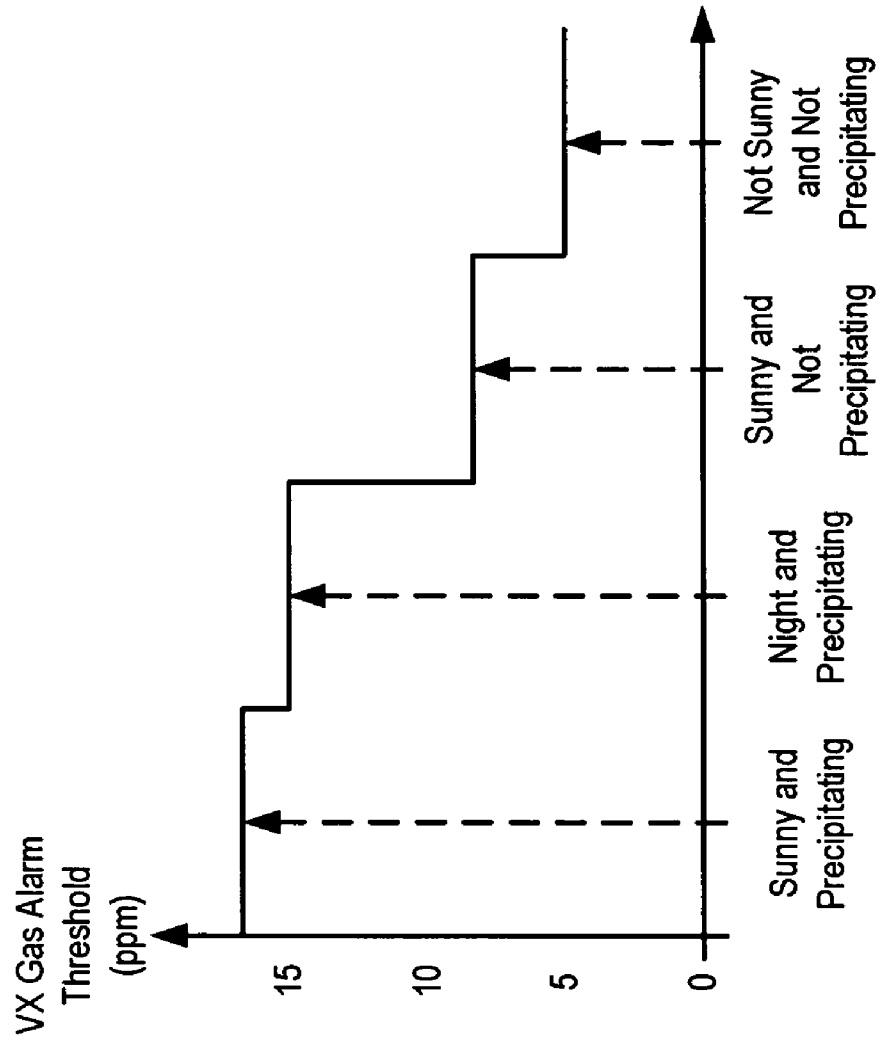 VX Gas Alarm
Threshold
(ppm)
15
10
5
0
Sunny and
Precipitating
Night and
Precipitating
Sunny and
Not
Precipitating
Not Sunny
and Not
Precipitating